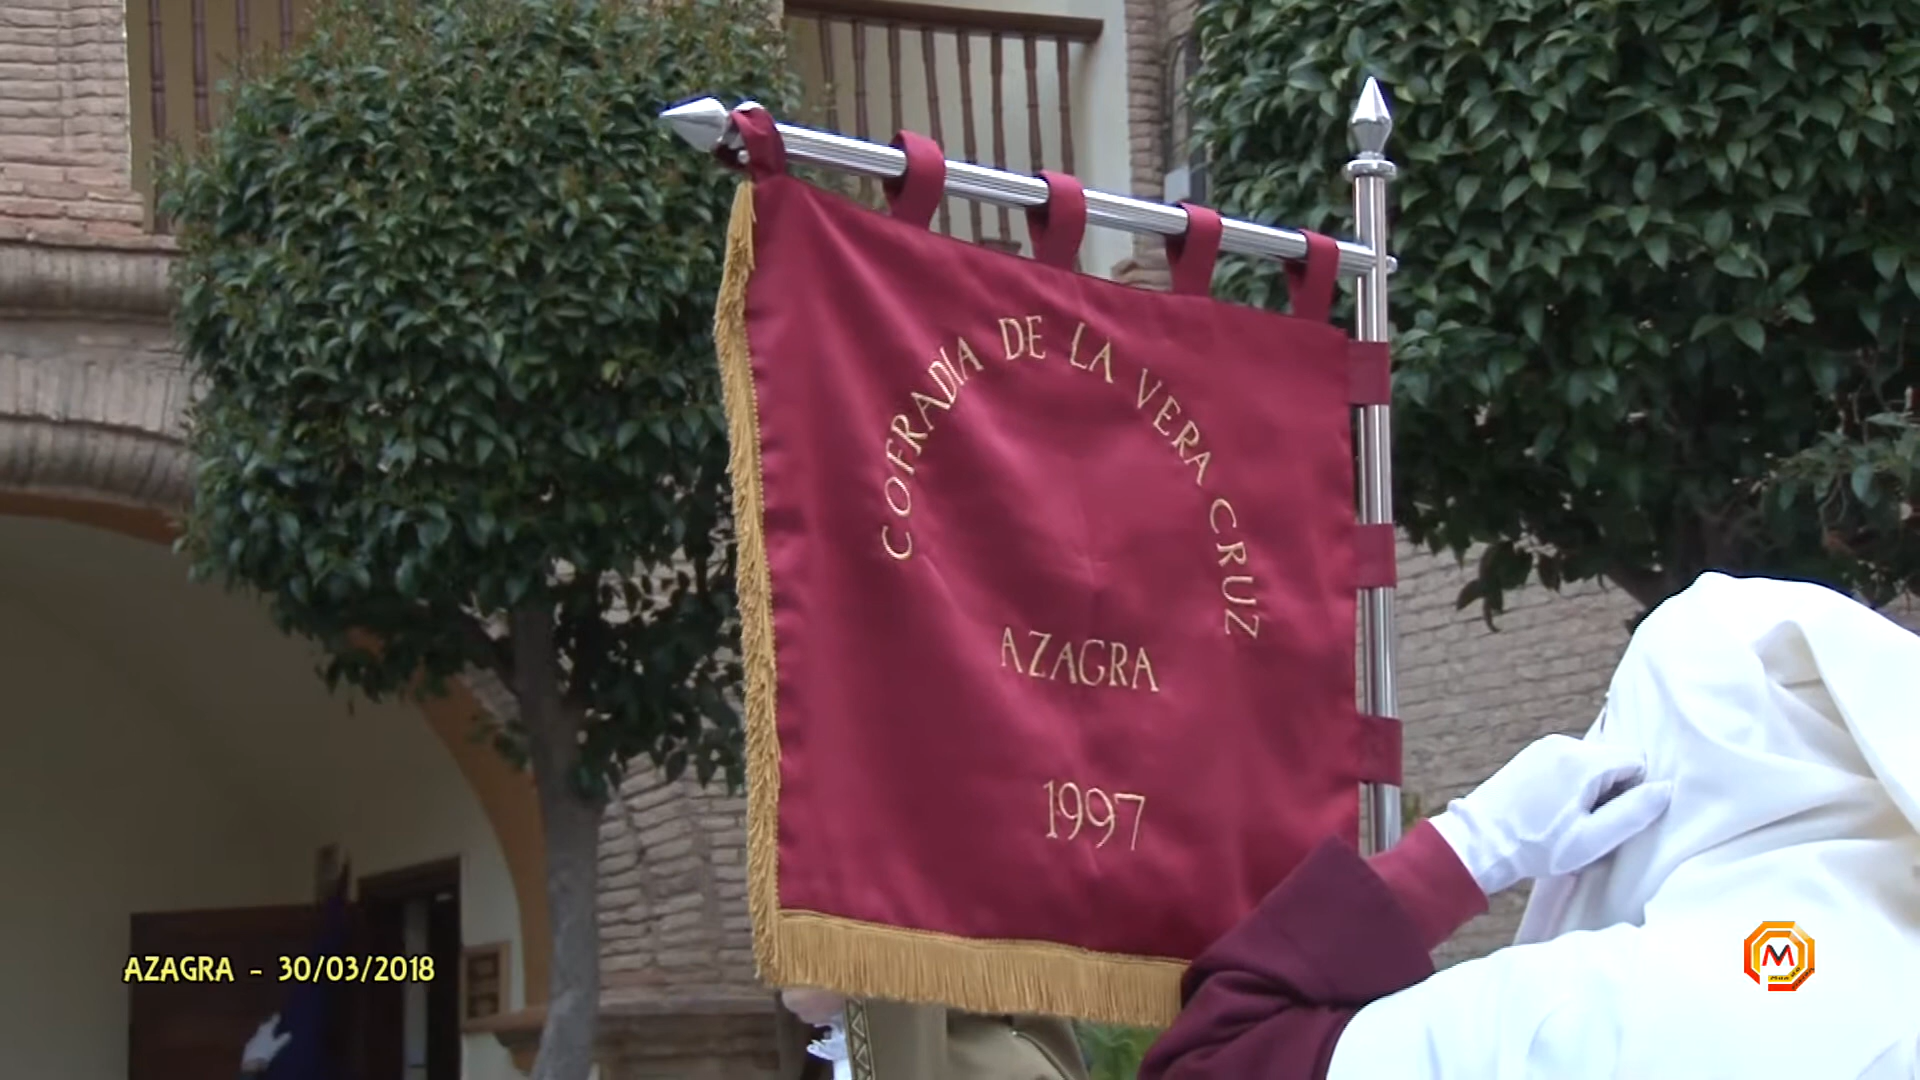 COFRADIA DE LA VERA CRUZ
AZAGRA
1997
AZAGRA - 30/03/2018
M